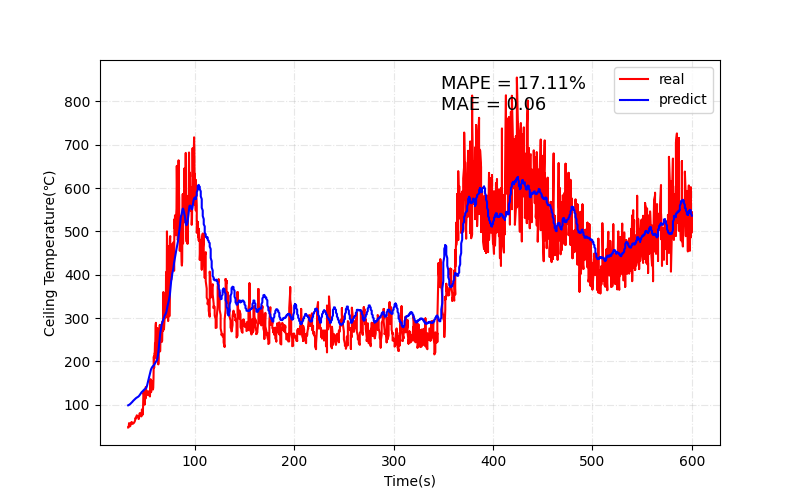 MAPE = 17.11%
MAE = 0.06
real
predict
Ceiling Temperature(℃)
800
700
600
500
400
300
200
100
100 200 300 400 500 600
Time(s)